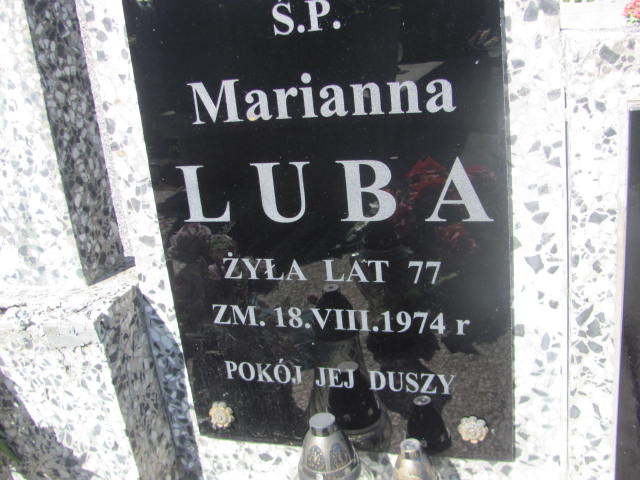 Ś.P.
Marianna
LUBA
ŻYŁA LAT 77
ZM. 18.VIII.1974 r
POKÓJ JEJ DUSZY